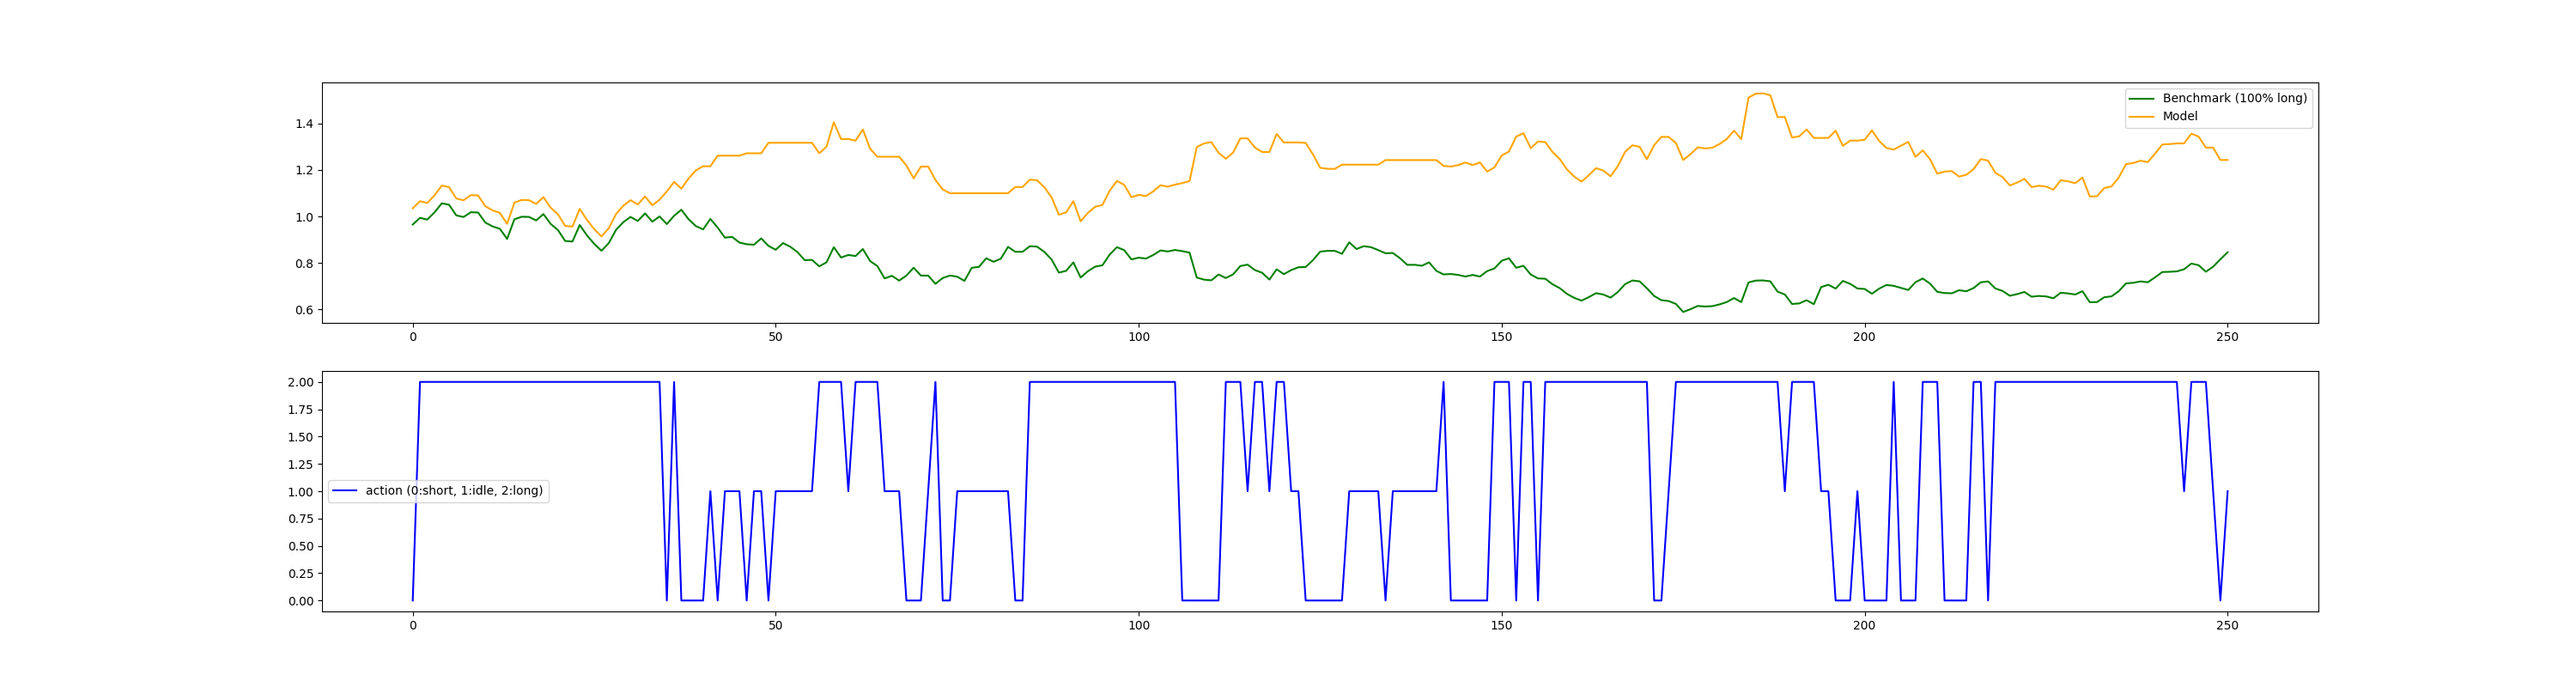 1.4
1.2
1.0
0.8
0.6
Benchmark (100% long)
Model
0 50 100 150 200 250
2.00
1.75
1.50
1.25
1.00
0.75
0.50
0.25
0.00
action (0:short, 1:idle, 2:long)
0 50 100 150 200 250